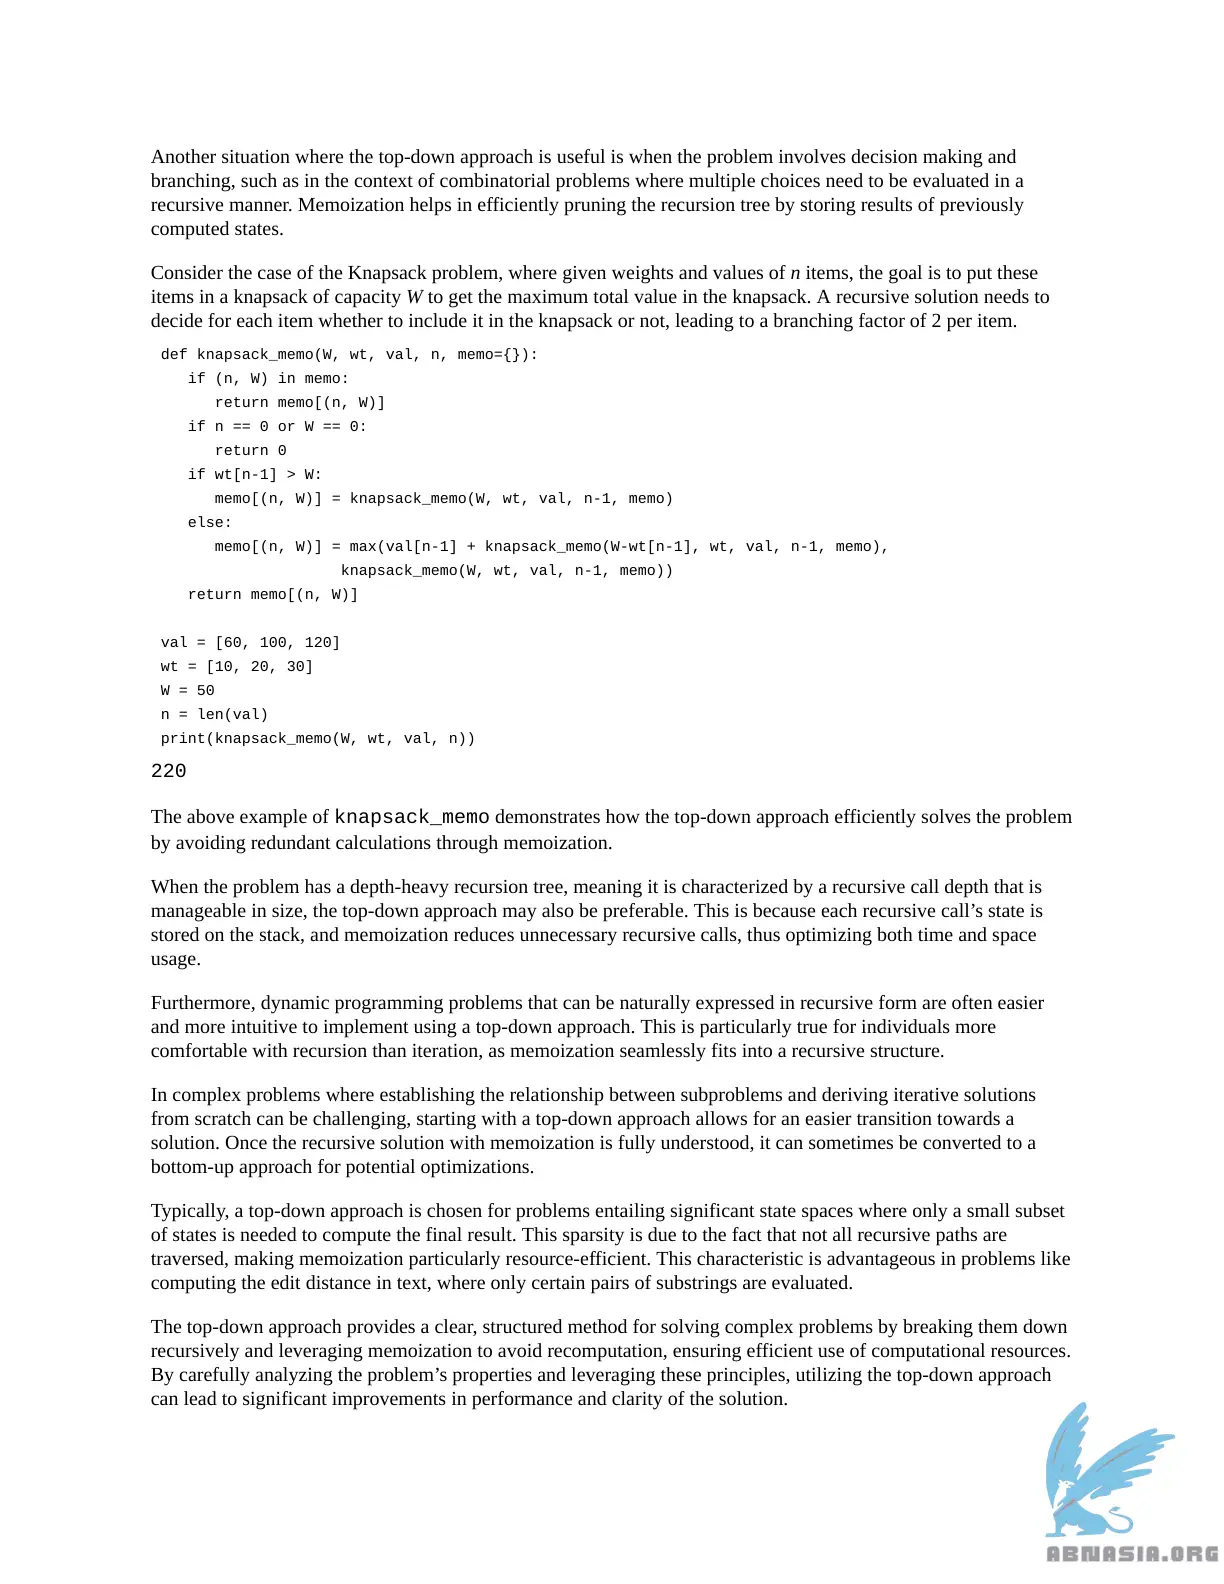 Another situation where the top-down approach is useful is when the problem involves decision making and
branching, such as in the context of combinatorial problems where multiple choices need to be evaluated in a
recursive manner. Memoization helps in efficiently pruning the recursion tree by storing results of previously
computed states.
Consider the case of the Knapsack problem, where given weights and values of n items, the goal is to put these
items in a knapsack of capacity W to get the maximum total value in the knapsack. A recursive solution needs to
decide for each item whether to include it in the knapsack or not, leading to a branching factor of 2 per item.
def knapsack_memo(W, wt, val, n, memo={}):
   if (n, W) in memo:
      return memo[(n, W)]
   if n == 0 or W == 0:
      return 0
   if wt[n-1] > W:
      memo[(n, W)] = knapsack_memo(W, wt, val, n-1, memo)
   else:
      memo[(n, W)] = max(val[n-1] + knapsack_memo(W-wt[n-1], wt, val, n-1, memo),
                    knapsack_memo(W, wt, val, n-1, memo))
   return memo[(n, W)]
val = [60, 100, 120]
wt = [10, 20, 30]
W = 50
n = len(val)
print(knapsack_memo(W, wt, val, n))
220
The above example of knapsack_memo demonstrates how the top-down approach efficiently solves the problem
by avoiding redundant calculations through memoization.
When the problem has a depth-heavy recursion tree, meaning it is characterized by a recursive call depth that is
manageable in size, the top-down approach may also be preferable. This is because each recursive call’s state is
stored on the stack, and memoization reduces unnecessary recursive calls, thus optimizing both time and space
usage.
Furthermore, dynamic programming problems that can be naturally expressed in recursive form are often easier
and more intuitive to implement using a top-down approach. This is particularly true for individuals more
comfortable with recursion than iteration, as memoization seamlessly fits into a recursive structure.
In complex problems where establishing the relationship between subproblems and deriving iterative solutions
from scratch can be challenging, starting with a top-down approach allows for an easier transition towards a
solution. Once the recursive solution with memoization is fully understood, it can sometimes be converted to a
bottom-up approach for potential optimizations.
Typically, a top-down approach is chosen for problems entailing significant state spaces where only a small subset
of states is needed to compute the final result. This sparsity is due to the fact that not all recursive paths are
traversed, making memoization particularly resource-efficient. This characteristic is advantageous in problems like
computing the edit distance in text, where only certain pairs of substrings are evaluated.
The top-down approach provides a clear, structured method for solving complex problems by breaking them down
recursively and leveraging memoization to avoid recomputation, ensuring efficient use of computational resources.
By carefully analyzing the problem’s properties and leveraging these principles, utilizing the top-down approach
can lead to significant improvements in performance and clarity of the solution.
ABNASIA.ORG